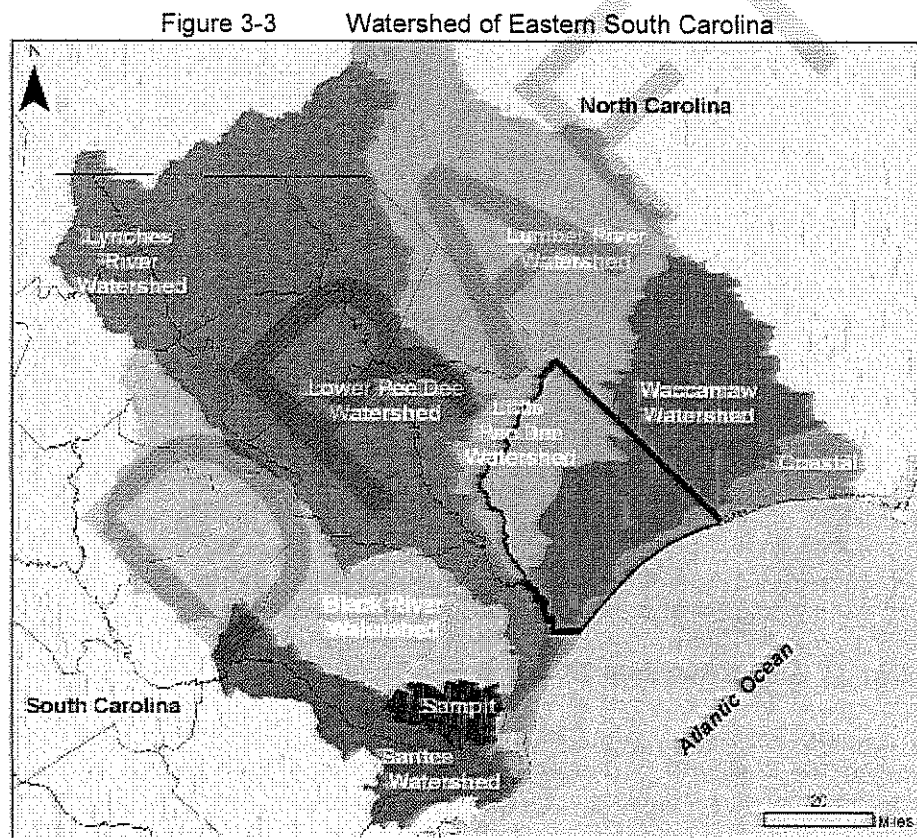 Figure 3-3 Watershed of Eastern South Carolina
N
North Carolina
Lynches
River
Watershed
Lumber River
Watershed
Lower Pee Dee
Watershed
Little
Pee Dee
Watershed
Waccamaw
Watershed
Coastal
Black River
Watershed
South Carolina
Sampit
Santee
Watershed
Atlantic Ocean
20
Miles